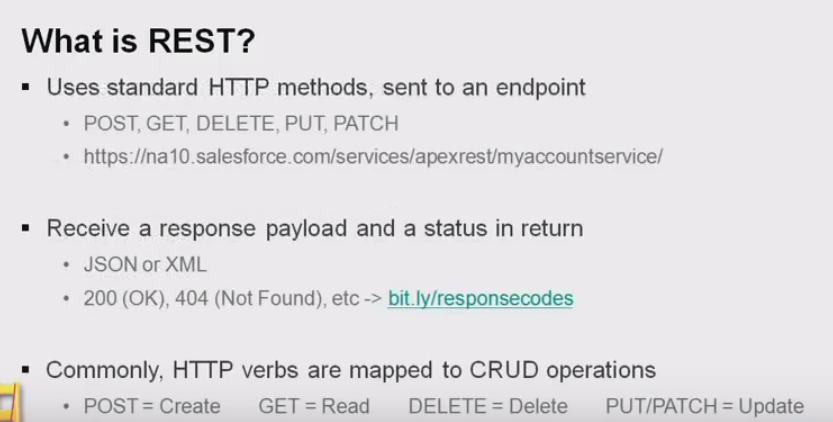 What is REST?
▪ Uses standard HTTP methods, sent to an endpoint
• POST, GET, DELETE, PUT, PATCH
• https://na10.salesforce.com/services/apexrest/myaccountservice/
▪ Receive a response payload and a status in return
• JSON or XML
• 200 (OK), 404 (Not Found), etc -> bit.ly/responsecodes
▪ Commonly, HTTP verbs are mapped to CRUD operations
• POST = Create GET = Read DELETE = Delete PUT/PATCH = Update